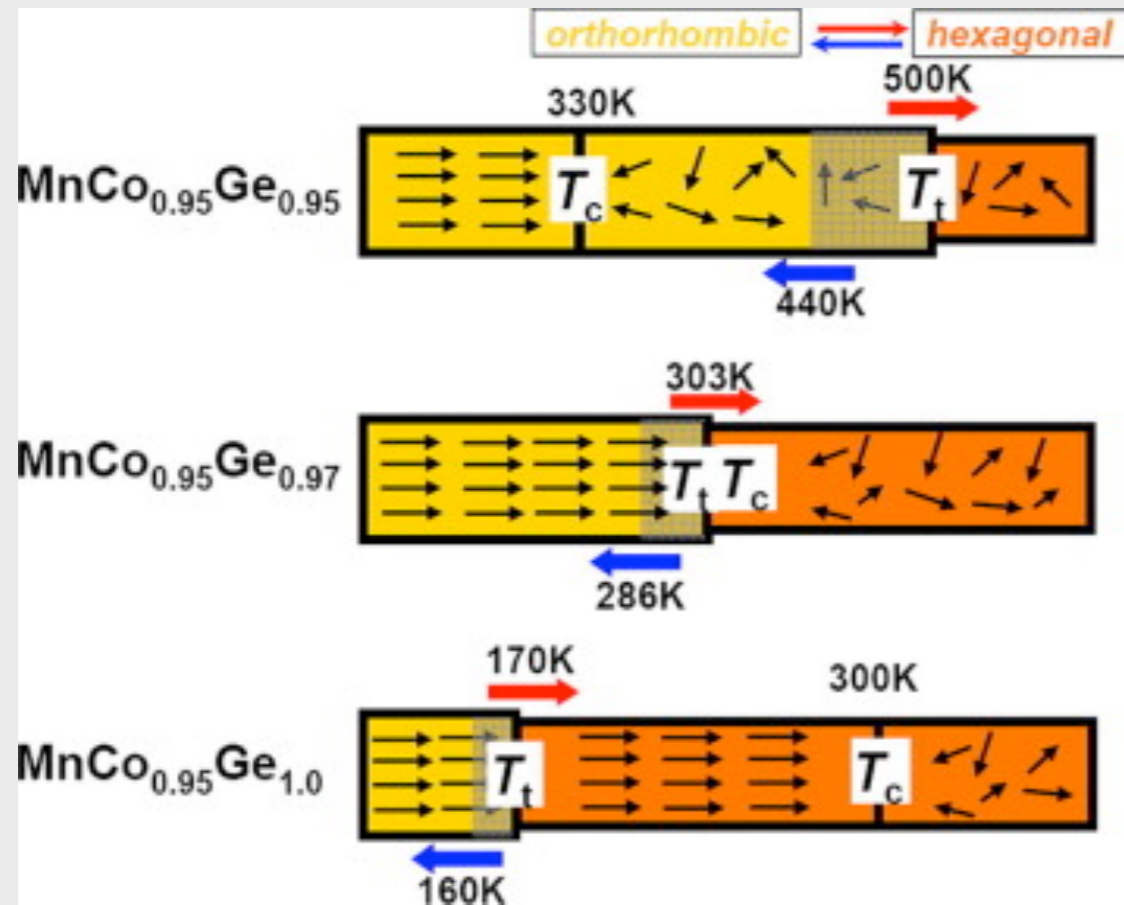 orthorhombic hexagonal
500K
330K
MnCo0.95Ge0.95
Tc Tt
440K
303K
MnCo0.95Ge0.97
Tt Tc
286K
170K
300K
MnCo0.95Ge1.0
Tt Tc
160K